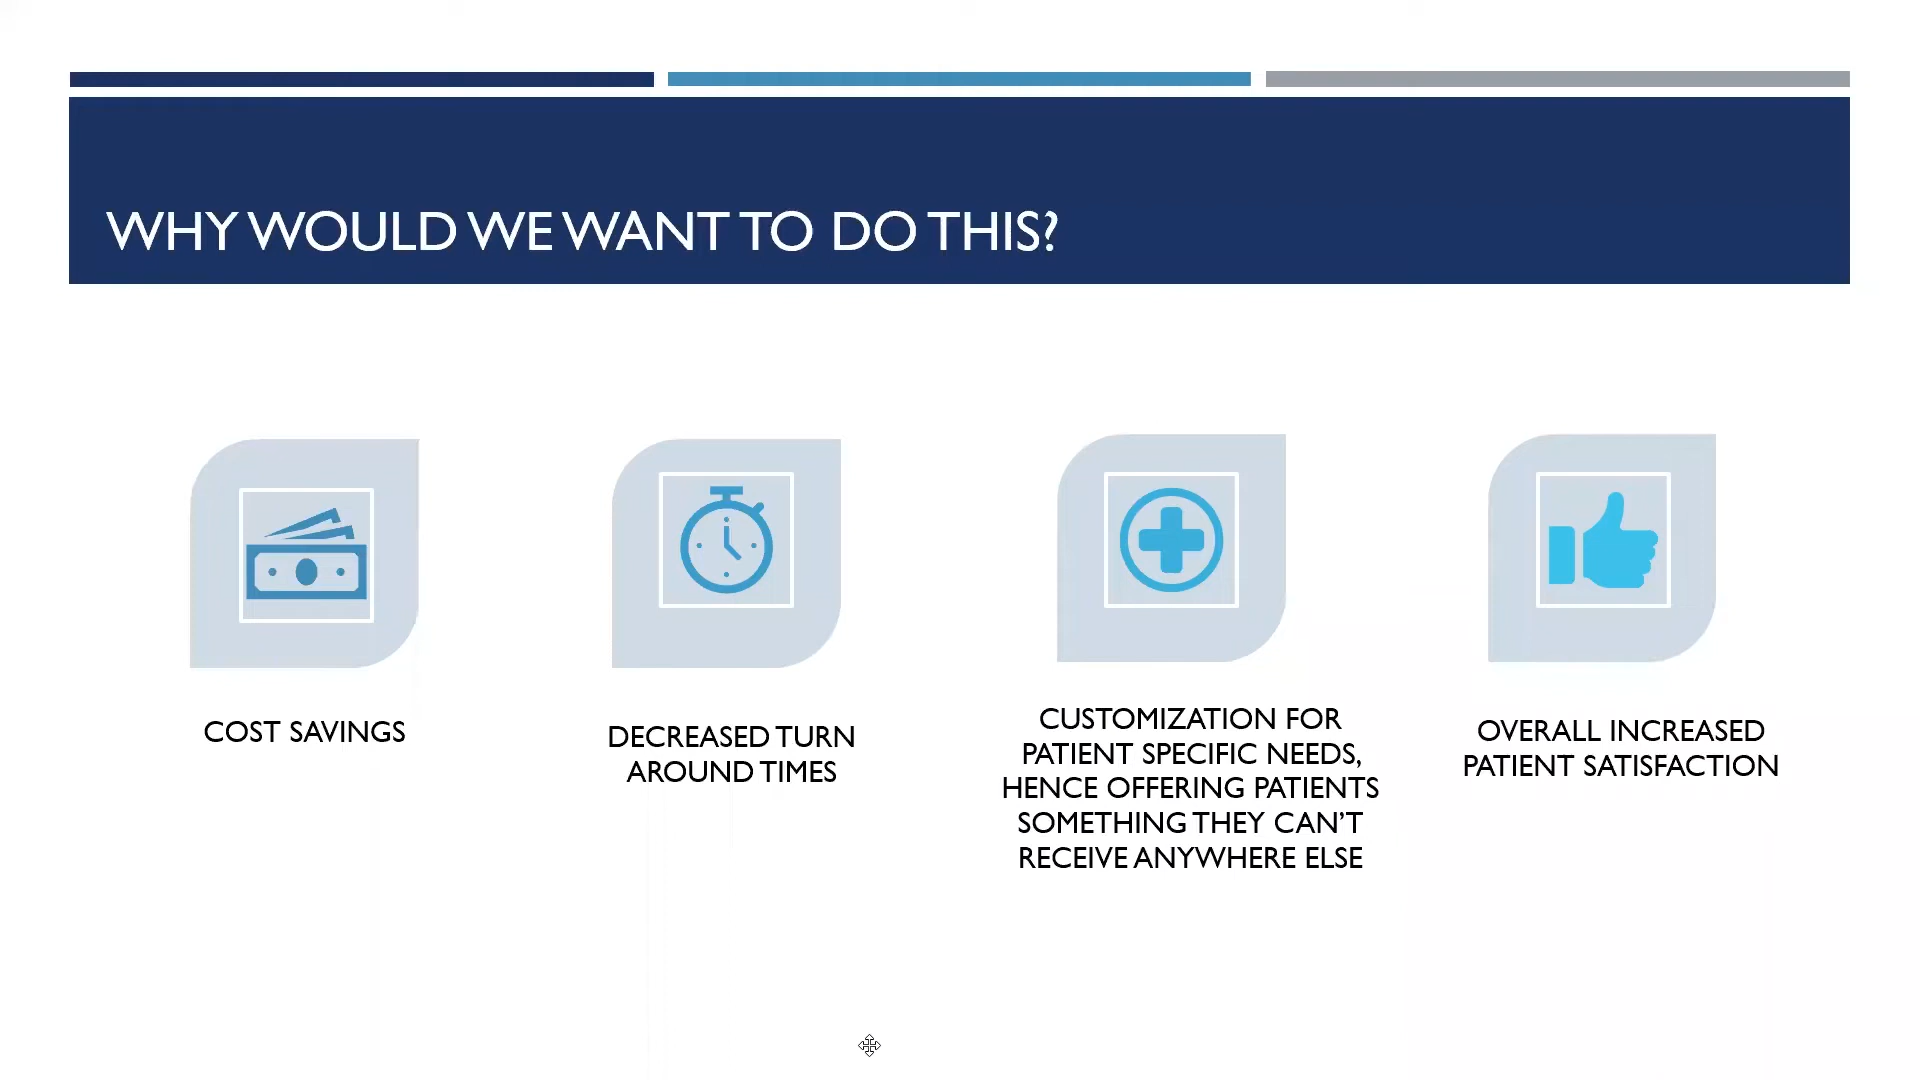 WHY WOULD WE WANT TO DO THIS?
COST SAVINGS
DECREASED TURN
AROUND TIMES
CUSTOMIZATION FOR
PATIENT SPECIFIC NEEDS,
HENCE OFFERING PATIENTS
SOMETHING THEY CAN’T
RECEIVE ANYWHERE ELSE
OVERALL INCREASED
PATIENT SATISFACTION